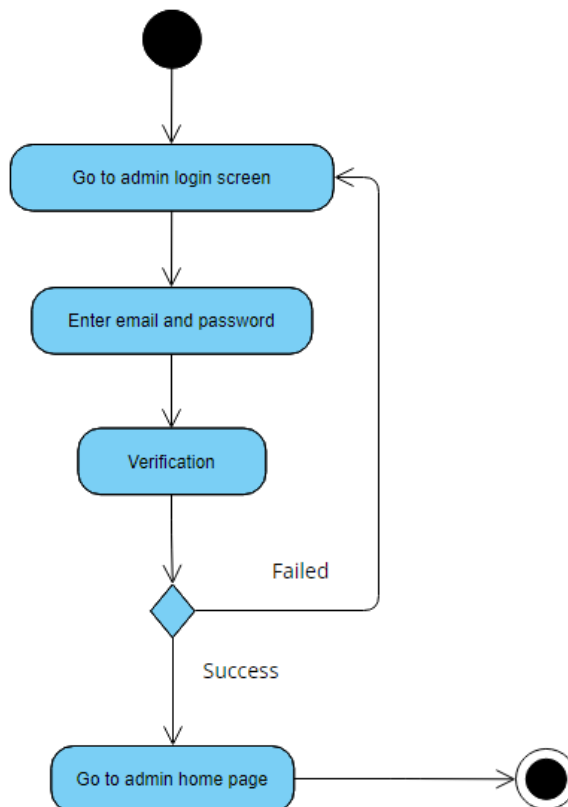 Go to admin login screen
Enter email and password
Verification
Failed
Success
Go to admin home page